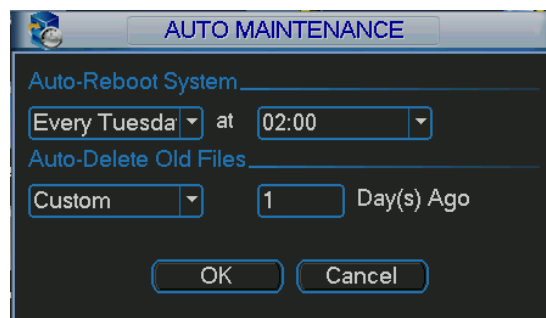 AUTO MAINTENANCE
Auto-Reboot System
Every Tuesda at 02:00
Auto-Delete Old Files
Custom 1 Day(s) Ago
OK Cancel